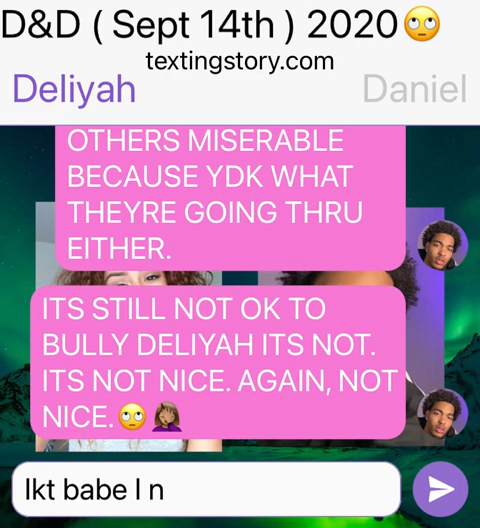 D&D ( Sept 14th ) 2020🙄
textingstory.com
Deliyah Daniel
OTHERS MISERABLE
BECAUSE YDK WHAT
THEYRE GOING THRU
EITHER.
ITS STILL NOT OK TO
BULLY DELIYAH ITS NOT.
ITS NOT NICE. AGAIN, NOT
NICE.🙄🤦🏾‍♀️
Ikt babe I n